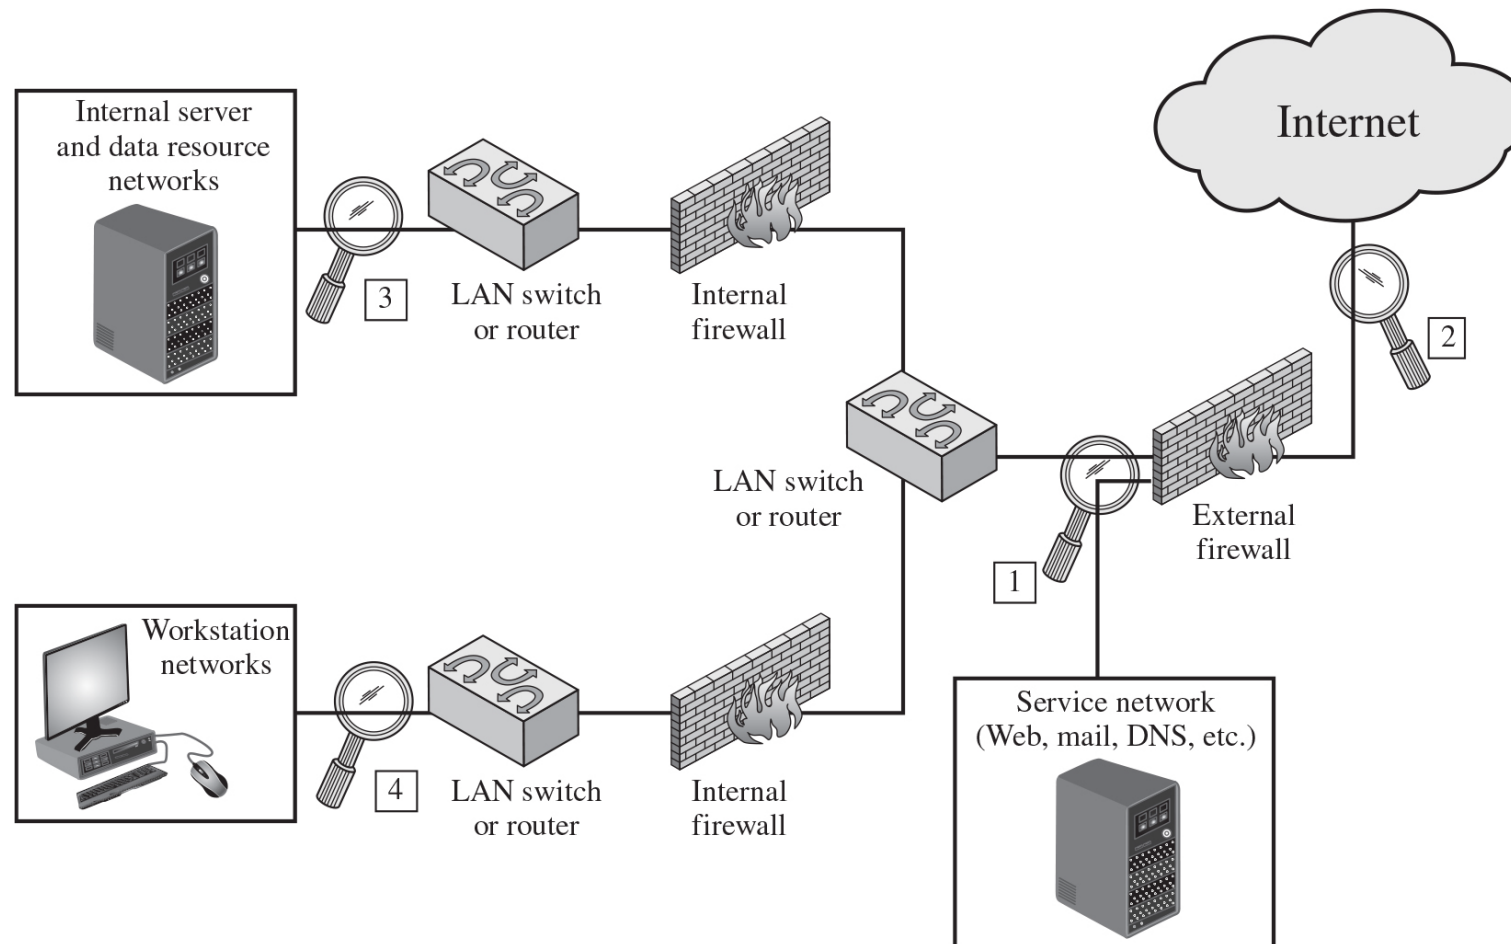 Internet
Internal server
and data resource
networks
3
LAN switch
or router
Internal
firewall
2
LAN switch
or router
1
External
firewall
Workstation
networks
4
LAN switch
or router
Internal
firewall
Service network
(Web, mail, DNS, etc.)